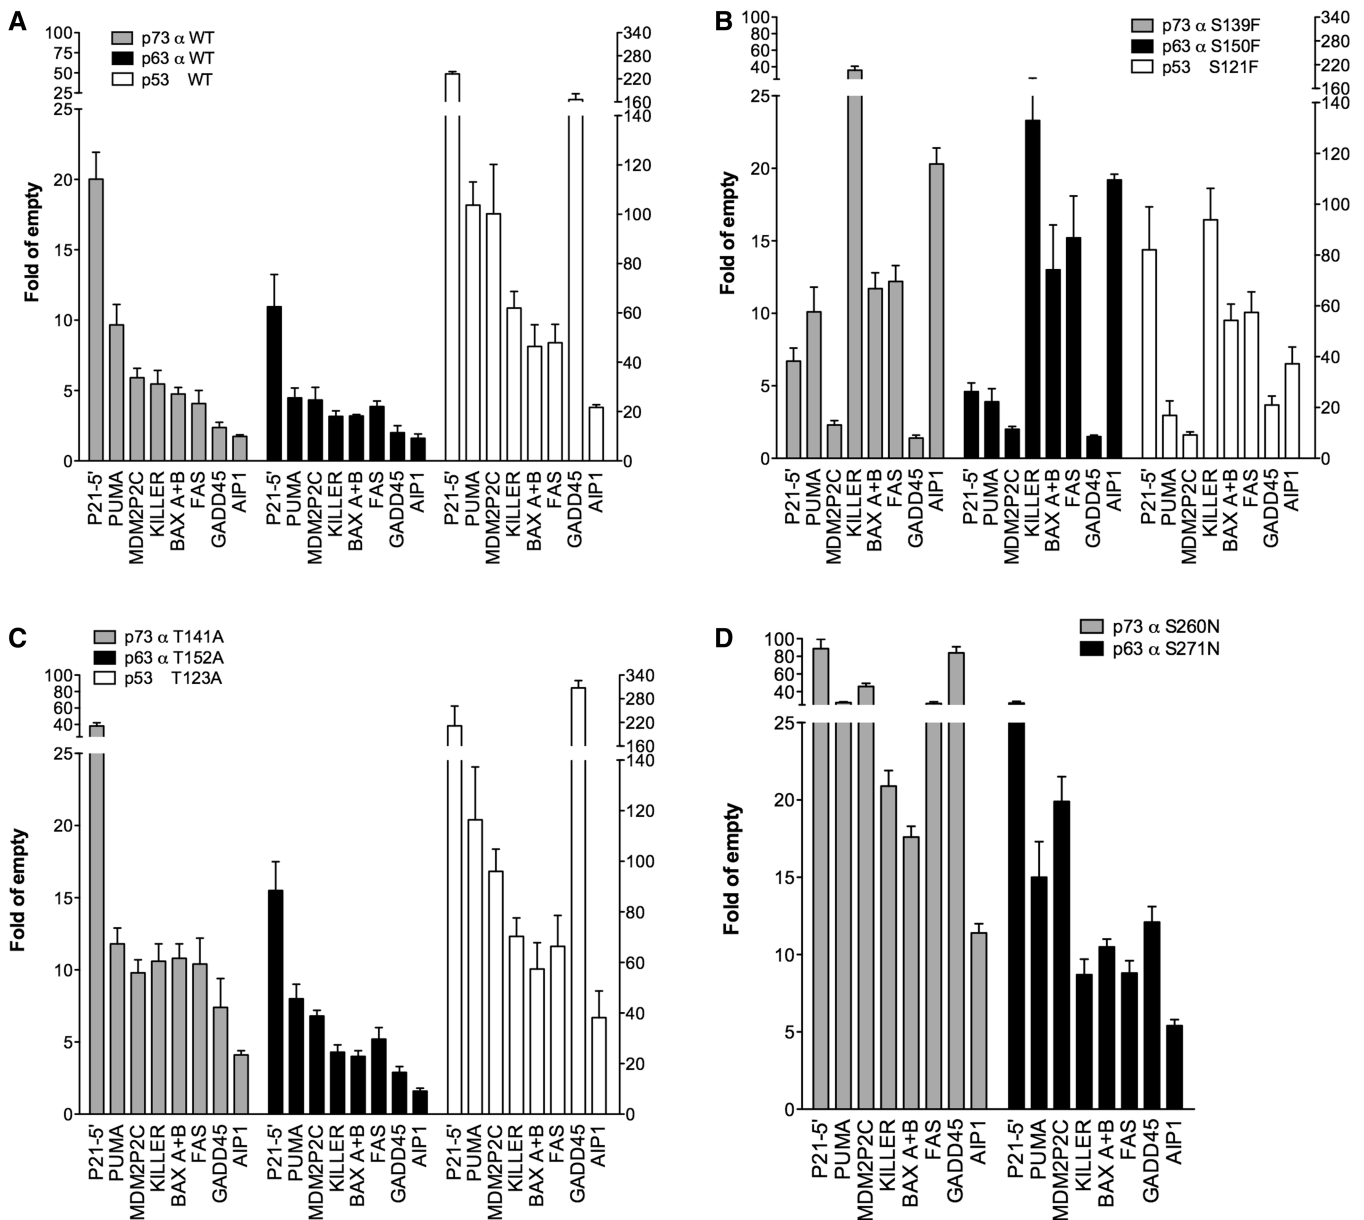 A
p73 α WT
p63 α WT
p53 WT
Fold of empty
100
75
50
25
25
20
15
10
5
0
340
280
220
160
140
120
100
80
60
40
20
0
P21-5'
PUMA
MDM2P2C
KILLER
BAX A+B
FAS
GADD45
AIP1
P21-5'
PUMA
MDM2P2C
KILLER
BAX A+B
FAS
GADD45
AIP1
P21-5'
PUMA
MDM2P2C
KILLER
BAX A+B
FAS
GADD45
AIP1
B
p73 α S139F
p63 α S150F
p53 S121F
Fold of empty
100
80
60
40
25
20
15
10
5
0
340
280
220
160
140
120
100
80
60
40
20
0
P21-5'
PUMA
MDM2P2C
KILLER
BAX A+B
FAS
GADD45
AIP1
P21-5'
PUMA
MDM2P2C
KILLER
BAX A+B
FAS
GADD45
AIP1
P21-5'
PUMA
MDM2P2C
KILLER
BAX A+B
FAS
GADD45
AIP1
C
p73 α T141A
p63 α T152A
p53 T123A
Fold of empty
100
80
60
40
25
20
15
10
5
0
340
280
220
160
140
120
100
80
60
40
20
0
P21-5'
PUMA
MDM2P2C
KILLER
BAX A+B
FAS
GADD45
AIP1
P21-5'
PUMA
MDM2P2C
KILLER
BAX A+B
FAS
GADD45
AIP1
P21-5'
PUMA
MDM2P2C
KILLER
BAX A+B
FAS
GADD45
AIP1
D
p73 α S260N
p63 α S271N
Fold of empty
100
80
60
40
25
20
15
10
5
0
P21-5'
PUMA
MDM2P2C
KILLER
BAX A+B
FAS
GADD45
AIP1
P21-5'
PUMA
MDM2P2C
KILLER
BAX A+B
FAS
GADD45
AIP1